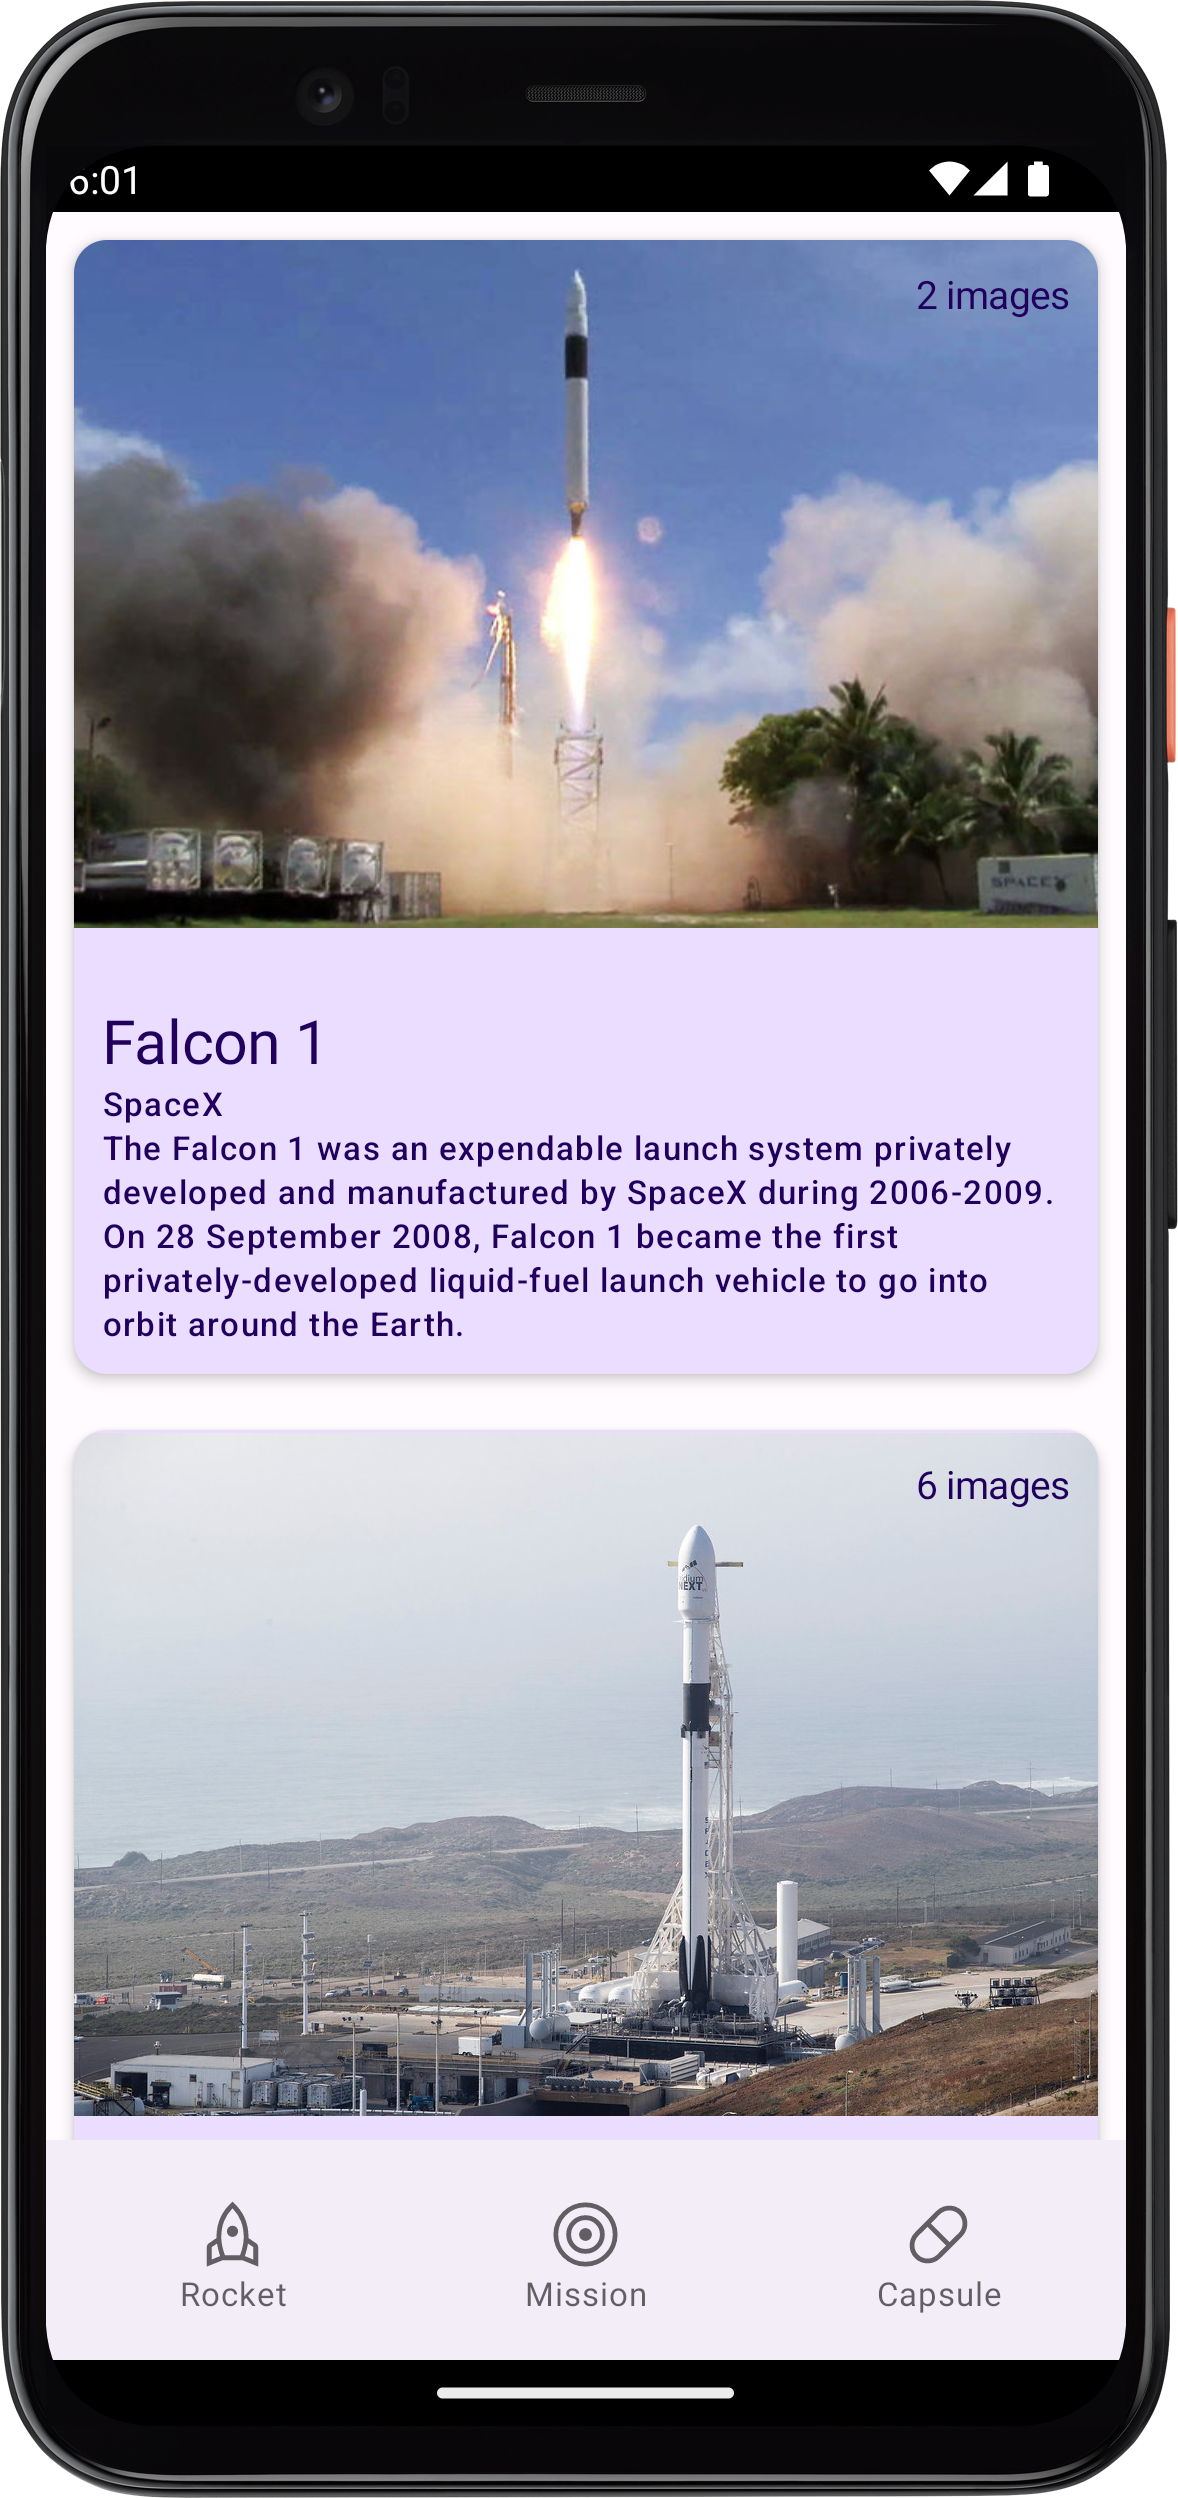 :01
2 images
SPACEX
Falcon 1
SpaceX
The Falcon 1 was an expendable launch system privately
developed and manufactured by SpaceX during 2006-2009.
On 28 September 2008, Falcon 1 became the first
privately-developed liquid-fuel launch vehicle to go into
orbit around the Earth.
6 images
NEXT
Rocket
Mission
Capsule